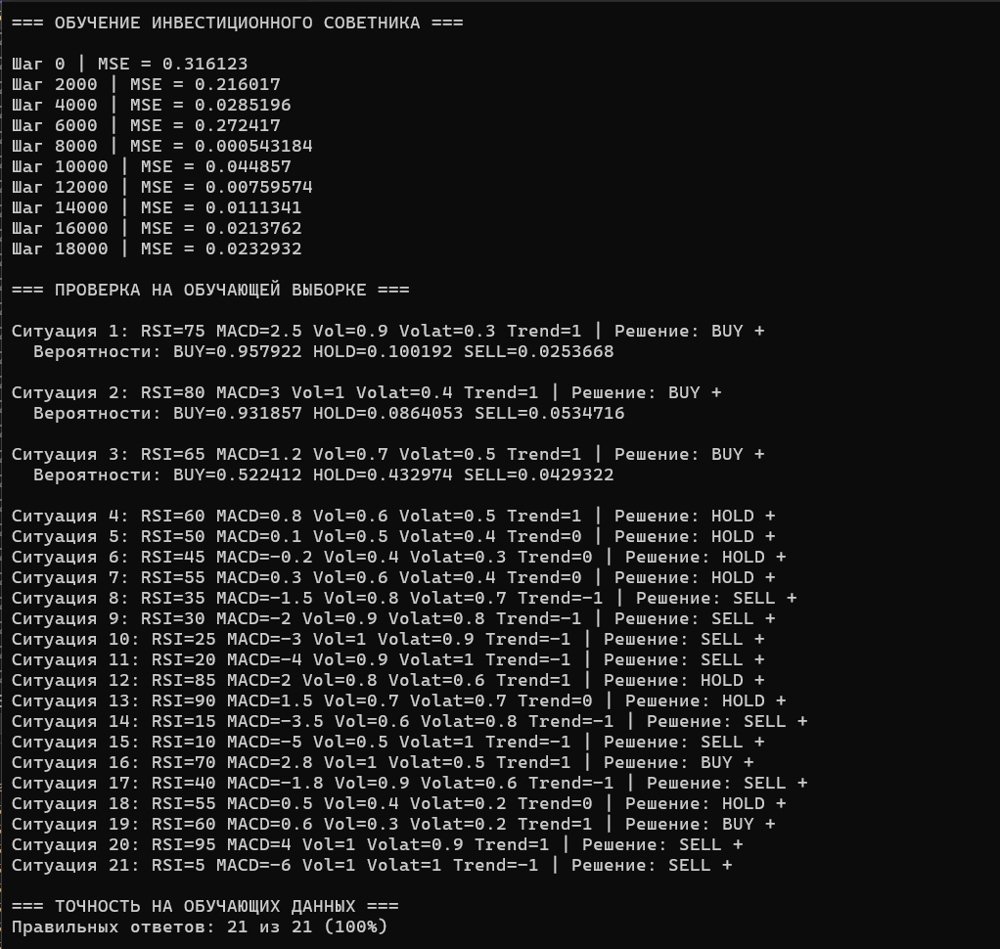 === ОБУЧЕНИЕ ИНВЕСТИЦИОННОГО СОВЕТНИКА ===
Шаг 0 | MSE = 0.316123
Шаг 2000 | MSE = 0.216017
Шаг 4000 | MSE = 0.0285196
Шаг 6000 | MSE = 0.272417
Шаг 8000 | MSE = 0.000543184
Шаг 10000 | MSE = 0.044857
Шаг 12000 | MSE = 0.00759574
Шаг 14000 | MSE = 0.0111341
Шаг 16000 | MSE = 0.0213762
Шаг 18000 | MSE = 0.0232932
=== ПРОВЕРКА НА ОБУЧАЮЩЕЙ ВЫБОРКЕ ===
Ситуация 1: RSI=75 MACD=2.5 Vol=0.9 Volat=0.3 Trend=1 | Решение: BUY +
Вероятности: BUY=0.957922 HOLD=0.100192 SELL=0.0253668
Ситуация 2: RSI=80 MACD=3 Vol=1 Volat=0.4 Trend=1 | Решение: BUY +
Вероятности: BUY=0.931857 HOLD=0.0864053 SELL=0.0534716
Ситуация 3: RSI=65 MACD=1.2 Vol=0.7 Volat=0.5 Trend=1 | Решение: BUY +
Вероятности: BUY=0.522412 HOLD=0.432974 SELL=0.0429322
Ситуация 4: RSI=60 MACD=0.8 Vol=0.6 Volat=0.5 Trend=1 | Решение: HOLD +
Ситуация 5: RSI=50 MACD=0.1 Vol=0.5 Volat=0.4 Trend=0 | Решение: HOLD +
Ситуация 6: RSI=45 MACD=-0.2 Vol=0.4 Volat=0.3 Trend=0 | Решение: HOLD +
Ситуация 7: RSI=55 MACD=0.3 Vol=0.6 Volat=0.4 Trend=0 | Решение: HOLD +
Ситуация 8: RSI=35 MACD=-1.5 Vol=0.8 Volat=0.7 Trend=-1 | Решение: SELL +
Ситуация 9: RSI=30 MACD=-2 Vol=0.9 Volat=0.8 Trend=-1 | Решение: SELL +
Ситуация 10: RSI=25 MACD=-3 Vol=1 Volat=0.9 Trend=-1 | Решение: SELL +
Ситуация 11: RSI=20 MACD=-4 Vol=0.9 Volat=1 Trend=-1 | Решение: SELL +
Ситуация 12: RSI=85 MACD=2 Vol=0.8 Volat=0.6 Trend=1 | Решение: HOLD +
Ситуация 13: RSI=90 MACD=1.5 Vol=0.7 Volat=0.7 Trend=0 | Решение: HOLD +
Ситуация 14: RSI=15 MACD=-3.5 Vol=0.6 Volat=0.8 Trend=-1 | Решение: SELL +
Ситуация 15: RSI=10 MACD=-5 Vol=0.5 Volat=1 Trend=-1 | Решение: SELL +
Ситуация 16: RSI=70 MACD=2.8 Vol=1 Volat=0.5 Trend=1 | Решение: BUY +
Ситуация 17: RSI=40 MACD=-1.8 Vol=0.9 Volat=0.6 Trend=-1 | Решение: SELL +
Ситуация 18: RSI=55 MACD=0.5 Vol=0.4 Volat=0.2 Trend=0 | Решение: HOLD +
Ситуация 19: RSI=60 MACD=0.6 Vol=0.3 Volat=0.2 Trend=1 | Решение: BUY +
Ситуация 20: RSI=95 MACD=4 Vol=1 Volat=0.9 Trend=1 | Решение: SELL +
Ситуация 21: RSI=5 MACD=-6 Vol=1 Volat=1 Trend=-1 | Решение: SELL +
=== ТОЧНОСТЬ НА ОБУЧАЮЩИХ ДАННЫХ ===
Правильных ответов: 21 из 21 (100%)